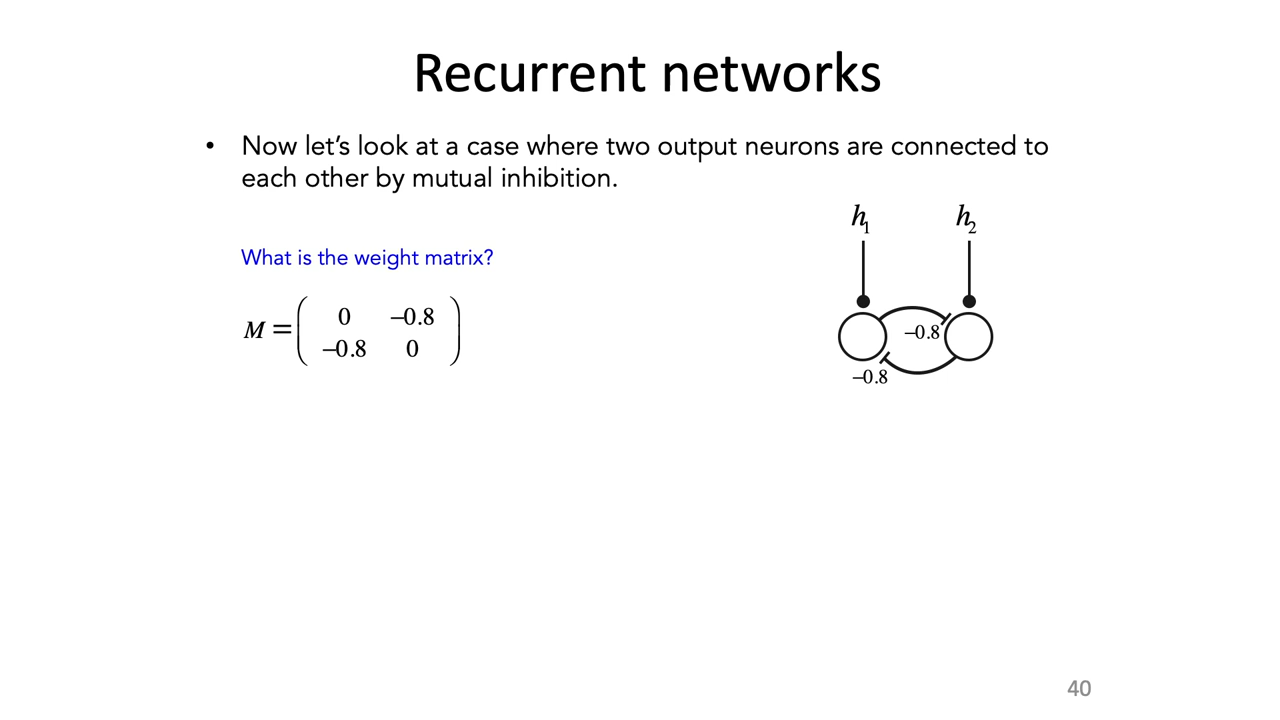 Recurrent networks
• Now let's look at a case where two output neurons are connected to
each other by mutual inhibition.
h₁ h₂
What is the weight matrix?
M = ( 0 –0.8
–0.8 0 )
–0.8
–0.8
40